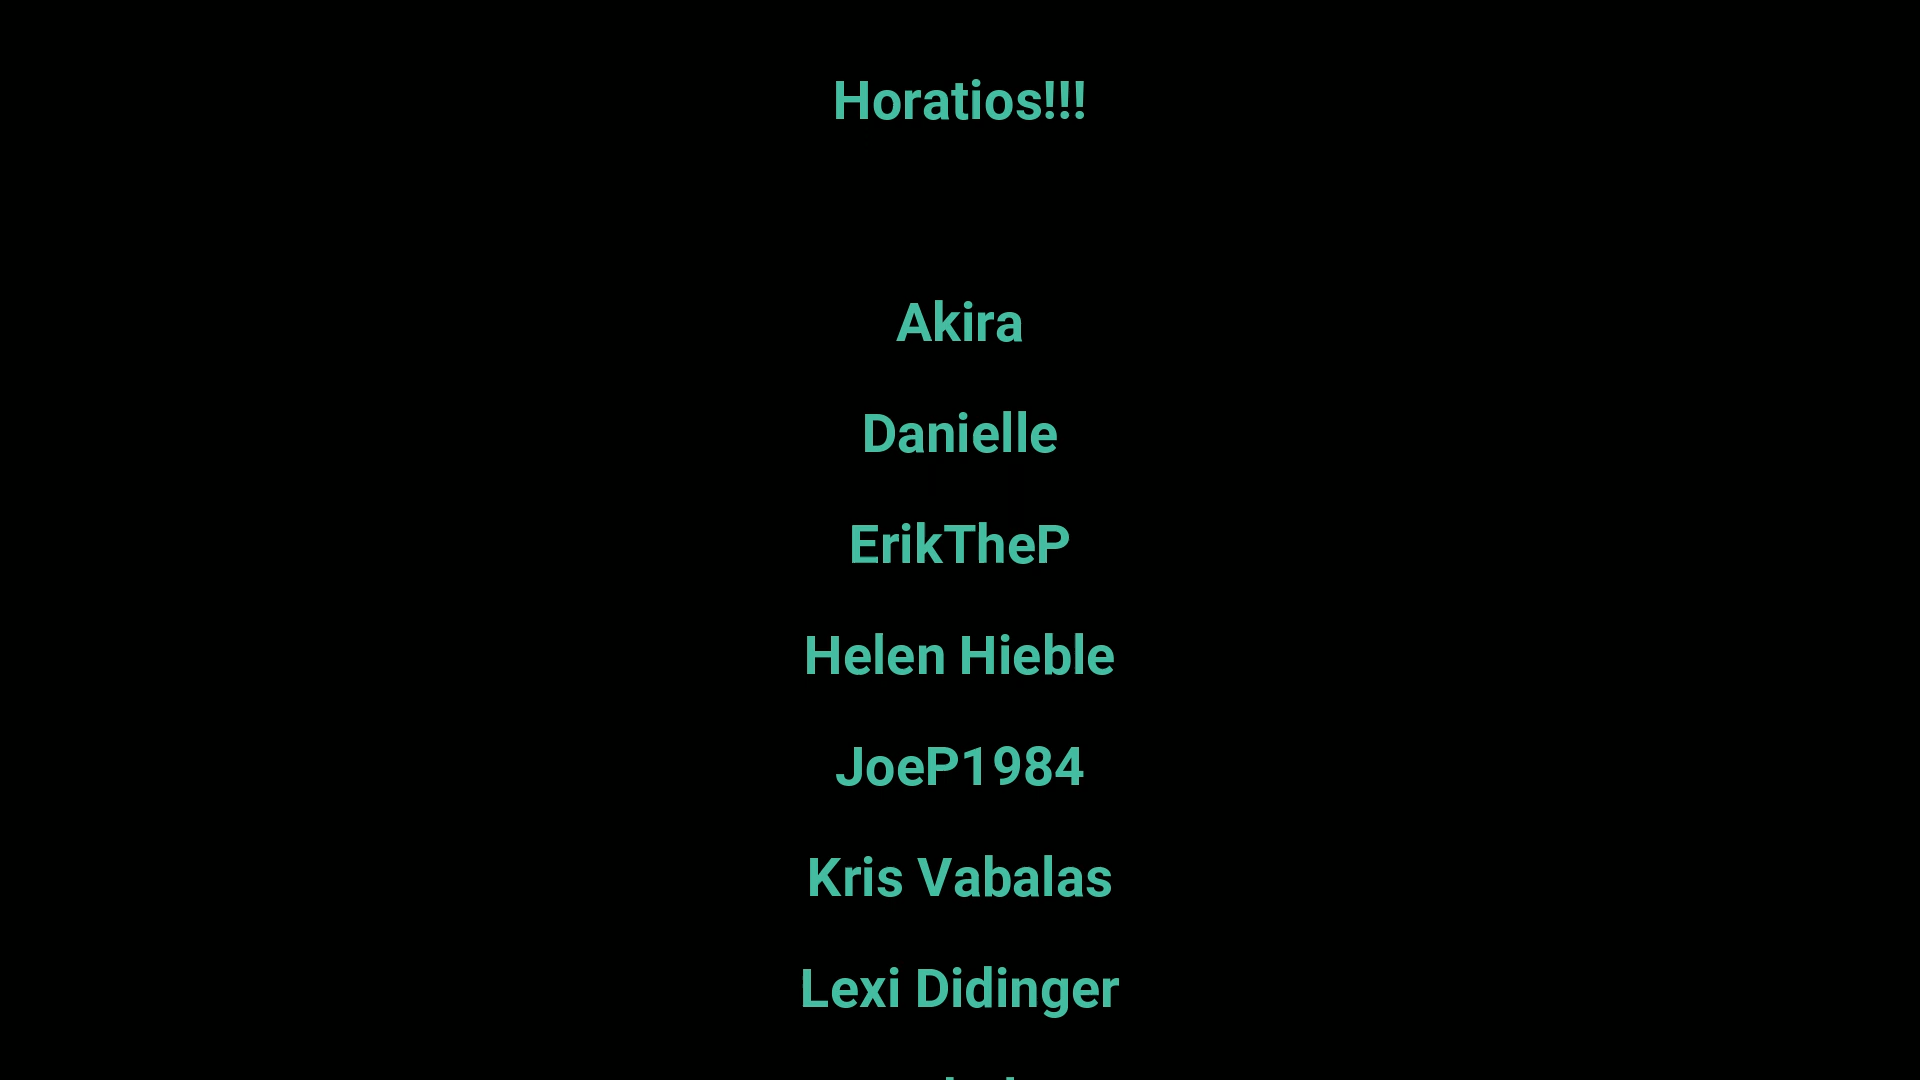 Horatios!!!
Akira
Danielle
ErikTheP
Helen Hieble
JoeP1984
Kris Vabalas
Lexi Didinger